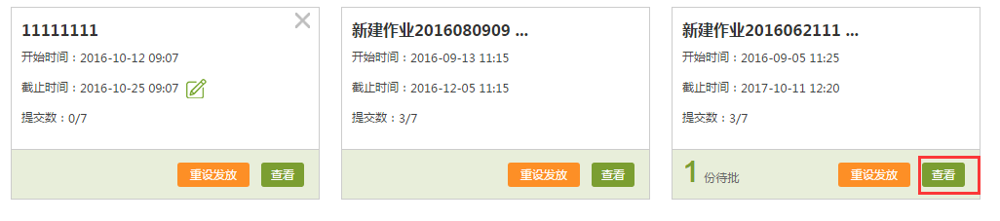 11111111
开始时间：2016-10-12 09:07
截止时间：2016-10-25 09:07
提交数：0/7
重设发放 查看
新建作业2016080909 ...
开始时间：2016-09-13 11:15
截止时间：2016-12-05 11:15
提交数：3/7
重设发放 查看
新建作业2016062111 ...
开始时间：2016-09-05 11:25
截止时间：2017-10-11 12:20
提交数：3/7
1 份待批 重设发放 查看